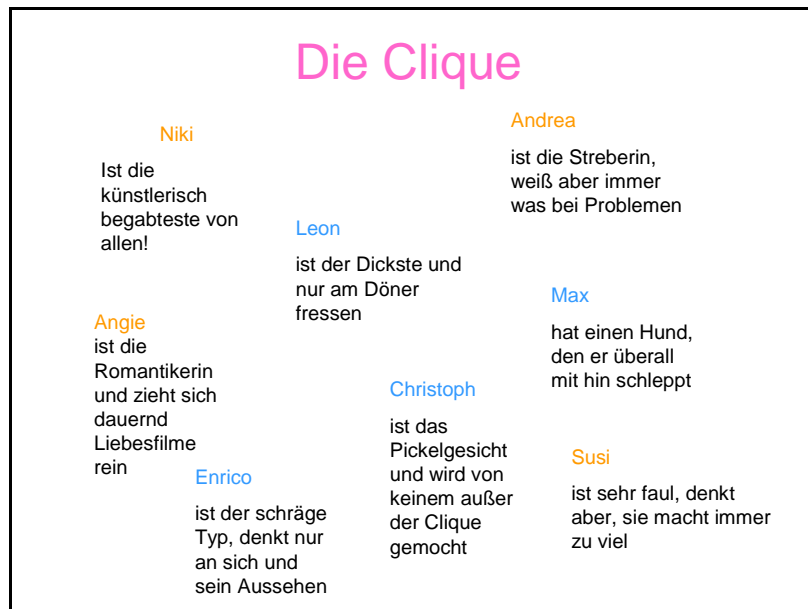 Die Clique
Niki
Ist die
künstlerisch
begabteste von
allen!
Andrea
ist die Streberin,
weiß aber immer
was bei Problemen
Leon
ist der Dickste und
nur am Döner
fressen
Max
hat einen Hund,
den er überall
mit hin schleppt
Angie
ist die
Romantikerin
und zieht sich
dauernd
Liebesfilme
rein
Christoph
ist das
Pickelgesicht
und wird von
keinem außer
der Clique
gemocht
Susi
ist sehr faul, denkt
aber, sie macht immer
zu viel
Enrico
ist der schräge
Typ, denkt nur
an sich und
sein Aussehen